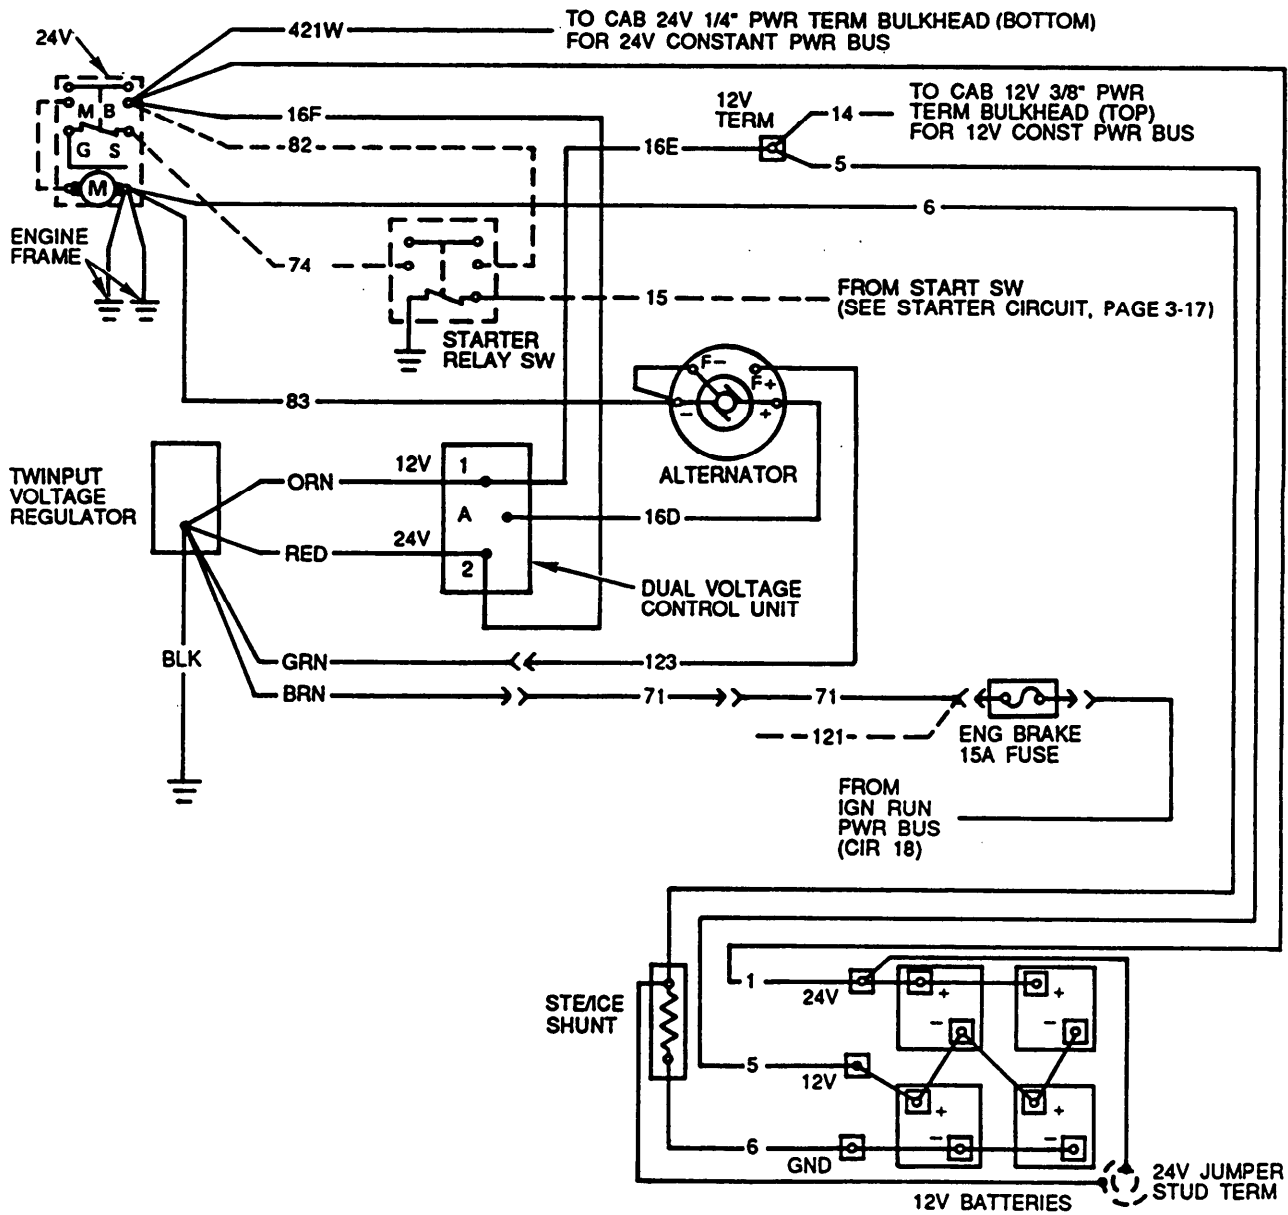 24V
421W
TO CAB 24V 1/4" PWR TERM BULKHEAD (BOTTOM)
FOR 24V CONSTANT PWR BUS
M B
G S
M
16F
82
12V
TERM
14
TO CAB 12V 3/8" PWR
TERM BULKHEAD (TOP)
FOR 12V CONST PWR BUS
16E
5
6
ENGINE
FRAME
74
15
FROM START SW
(SEE STARTER CIRCUIT, PAGE 3-17)
STARTER
RELAY SW
F-
F+
-
+
83
ALTERNATOR
TWINPUT
VOLTAGE
REGULATOR
ORN
12V
1
A
16D
RED
24V
2
DUAL VOLTAGE
CONTROL UNIT
BLK
GRN
123
BRN
71
71
121
ENG BRAKE
15A FUSE
FROM
IGN RUN
PWR BUS
(CIR 18)
STE/ICE
SHUNT
1
24V
+
+
-
-
5
12V
+
+
-
-
6
GND
12V BATTERIES
24V JUMPER
STUD TERM